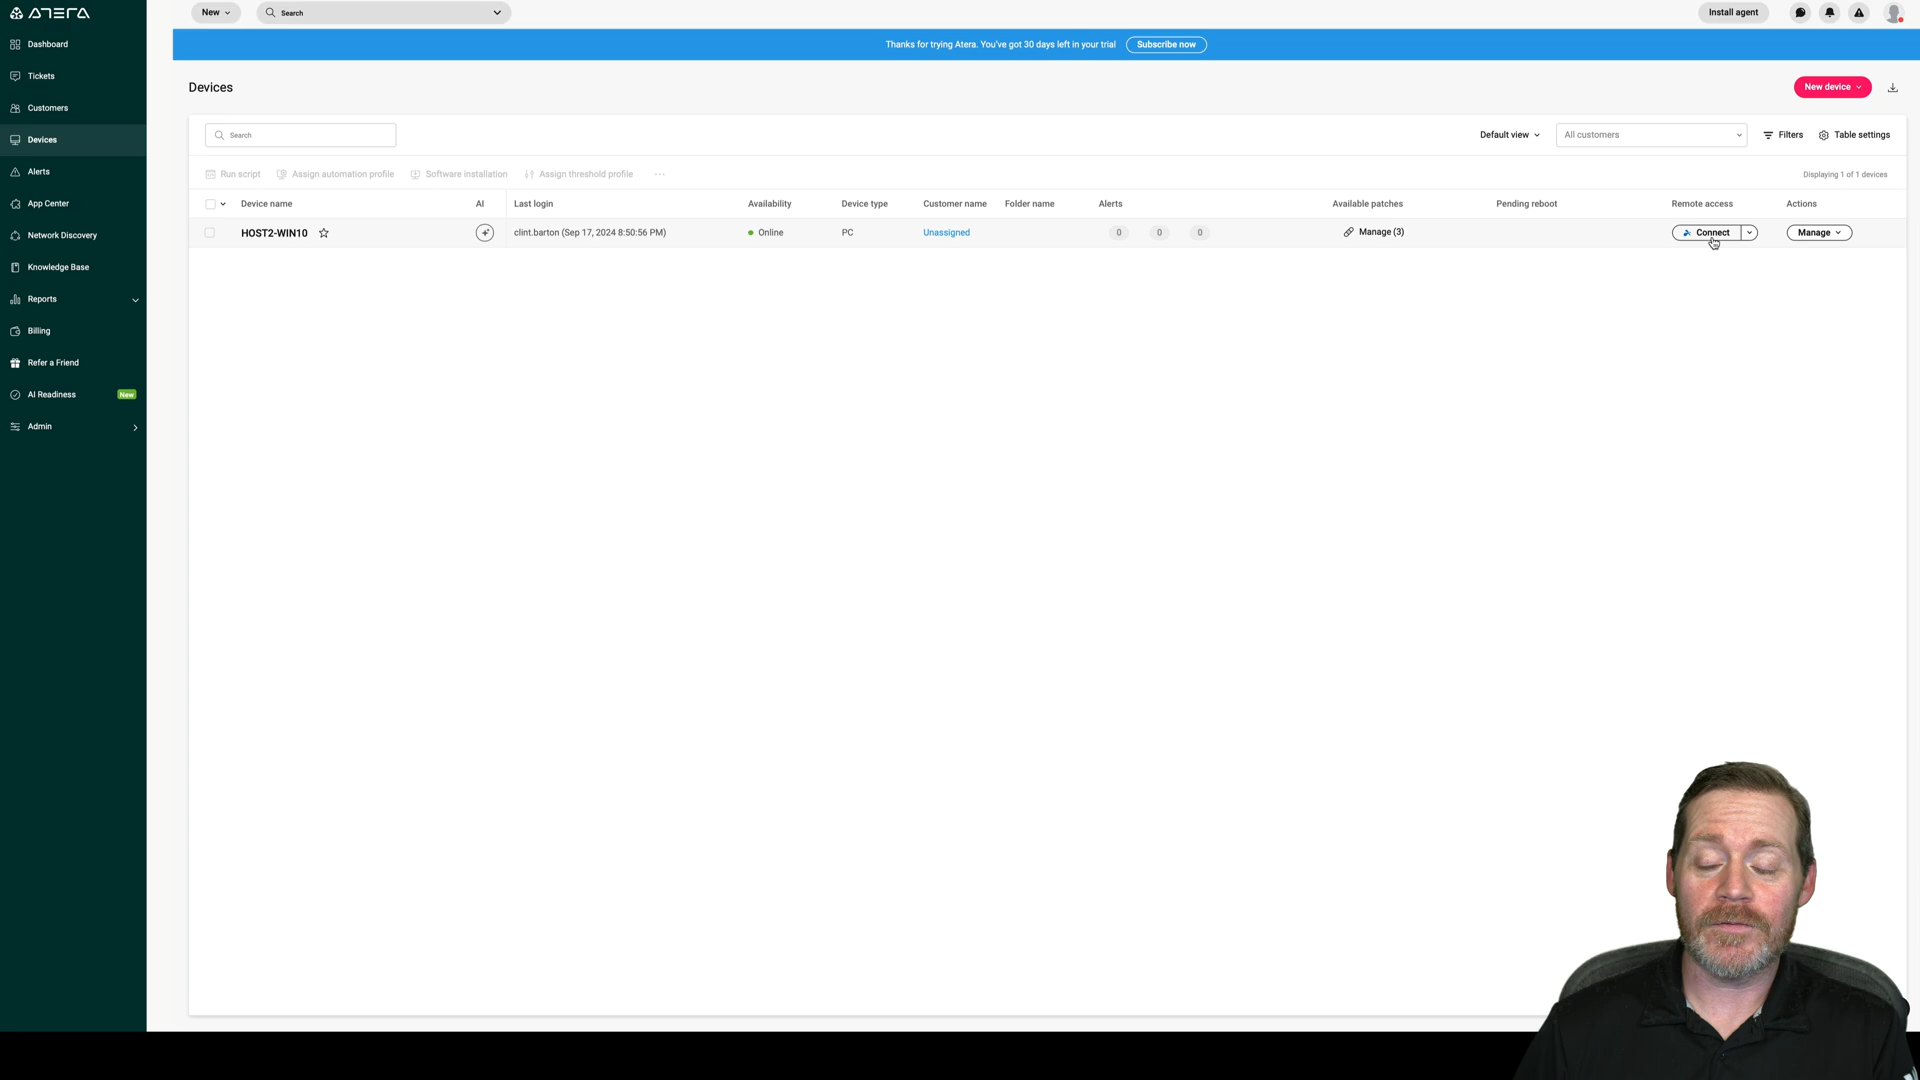 ATERA
New
Search
Install agent
Dashboard
Tickets
Customers
Devices
Alerts
App Center
Network Discovery
Knowledge Base
Reports
Billing
Refer a Friend
AI Readiness New
Admin
Thanks for trying Atera. You've got 30 days left in your trial Subscribe now
Devices
New device
Search
Default view
All customers
Filters
Table settings
Run script
Assign automation profile
Software installation
Assign threshold profile
...
Displaying 1 of 1 devices
Device name AI Last login Availability Device type Customer name Folder name Alerts Available patches Pending reboot Remote access Actions
HOST2-WIN10 clint.barton (Sep 17, 2024 8:50:56 PM) Online PC Unassigned 0 0 0 Manage (3) Connect Manage